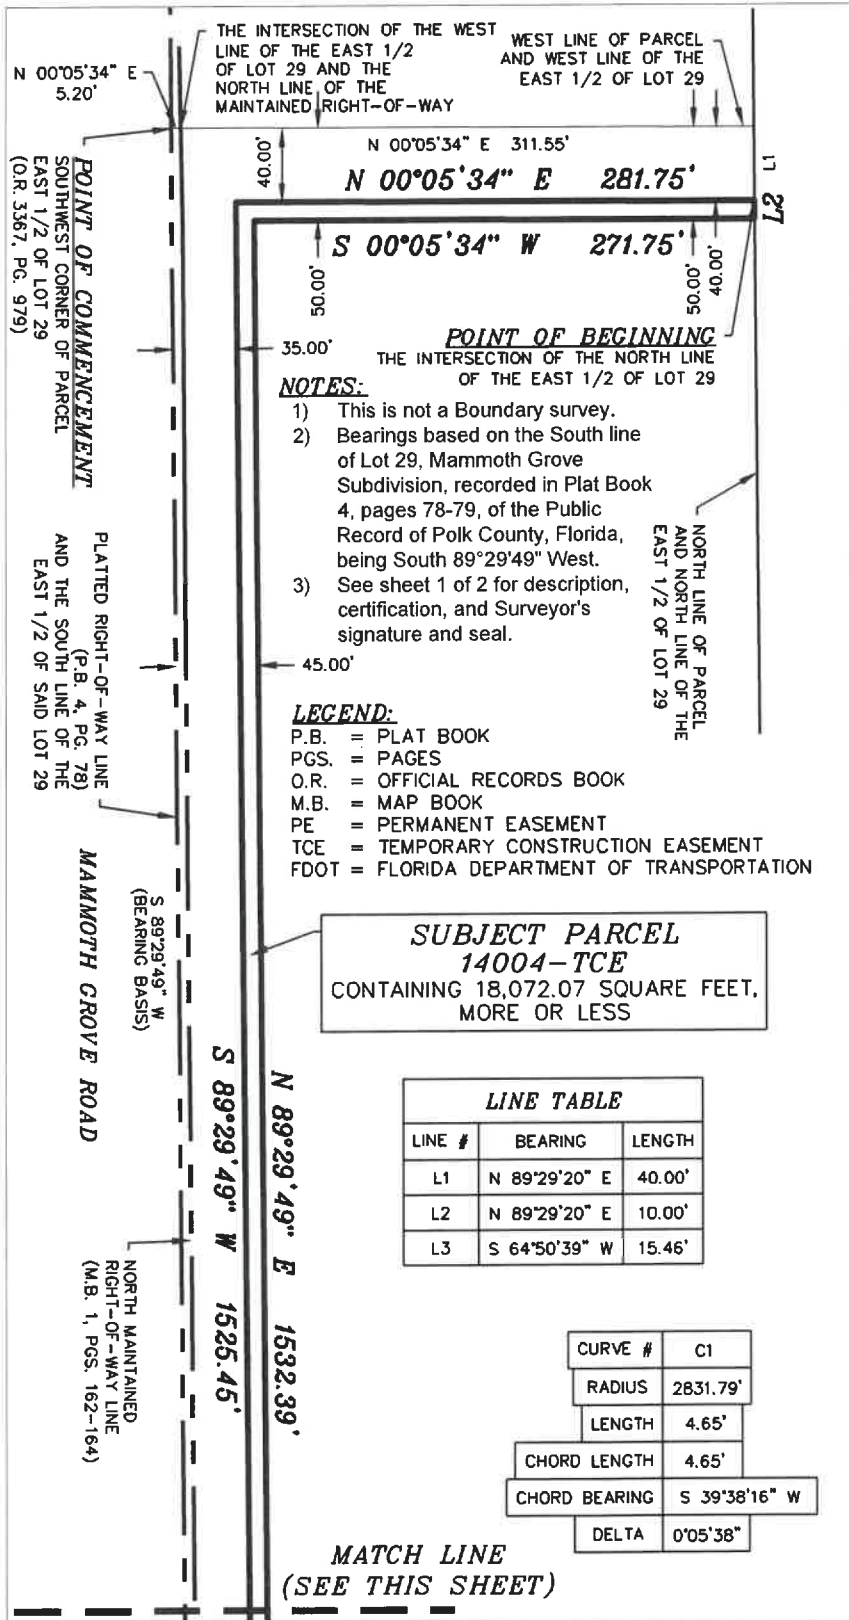 THE INTERSECTION OF THE WEST
LINE OF THE EAST 1/2
OF LOT 29 AND THE
NORTH LINE OF THE
MAINTAINED RIGHT-OF-WAY
WEST LINE OF PARCEL
AND WEST LINE OF THE
EAST 1/2 OF LOT 29
N 00°05'34" E
5.20'
N 00°05'34" E 311.55'
40.00'
N 00°05'34" E 281.75'
L1
L2
S 00°05'34" W 271.75'
50.00'
50.00'
40.00'
POINT OF COMMENCEMENT
SOUTHWEST CORNER OF PARCEL
EAST 1/2 OF LOT 29
(O.R. 3367, PG. 979)
35.00'
POINT OF BEGINNING
THE INTERSECTION OF THE NORTH LINE
OF THE EAST 1/2 OF LOT 29
NOTES:
1) This is not a Boundary survey.
2) Bearings based on the South line
of Lot 29, Mammoth Grove
Subdivision, recorded in Plat Book
4, pages 78-79, of the Public
Record of Polk County, Florida,
being South 89°29'49" West.
3) See sheet 1 of 2 for description,
certification, and Surveyor's
signature and seal.
NORTH LINE OF PARCEL
AND NORTH LINE OF THE
EAST 1/2 OF LOT 29
PLATTED RIGHT-OF-WAY LINE
(P.B. 4, PG. 78)
AND THE SOUTH LINE OF THE
EAST 1/2 OF SAID LOT 29
45.00'
LEGEND:
P.B. = PLAT BOOK
PGS. = PAGES
O.R. = OFFICIAL RECORDS BOOK
M.B. = MAP BOOK
PE = PERMANENT EASEMENT
TCE = TEMPORARY CONSTRUCTION EASEMENT
FDOT = FLORIDA DEPARTMENT OF TRANSPORTATION
MAMMOTH GROVE ROAD
S 89°29'49" W
(BEARING BASIS)
SUBJECT PARCEL
14004-TCE
CONTAINING 18,072.07 SQUARE FEET,
MORE OR LESS
S 89°29'49" W 1525.45'
N 89°29'49" E 1532.39'
LINE TABLE
LINE # BEARING LENGTH
L1 N 89°29'20" E 40.00'
L2 N 89°29'20" E 10.00'
L3 S 64°50'39" W 15.46'
NORTH MAINTAINED
RIGHT-OF-WAY LINE
(M.B. 1, PGS. 162-164)
CURVE # C1
RADIUS 2831.79'
LENGTH 4.65'
CHORD LENGTH 4.65'
CHORD BEARING S 39°38'16" W
DELTA 0°05'38"
MATCH LINE
(SEE THIS SHEET)